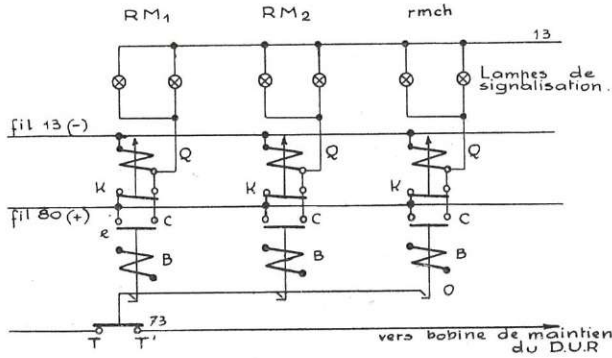 RM1 RM2 rmch
13
Lampes de
signalisation.
fil 13 (-)
Q Q Q
K K K
fil 80 (+)
C C C
e
B B B
O
73
T T'
vers bobine de maintien
du D.U.R